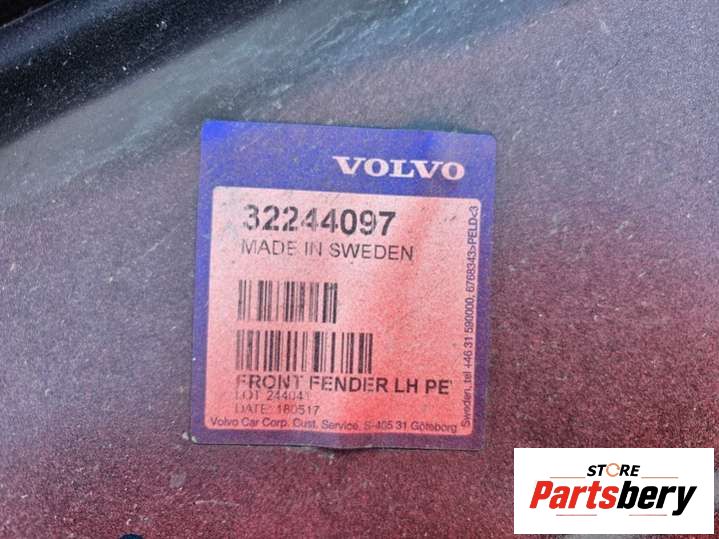 VOLVO
32244097
MADE IN SWEDEN
FRONT FENDER LH PE
LOT 244041
DATE: 180517
Volvo Car Corp. Cust. Service, S-405 31 Göteborg
Sweden, tel +46 31 590000, 6768343>PELD<3
STORE
Partsbery